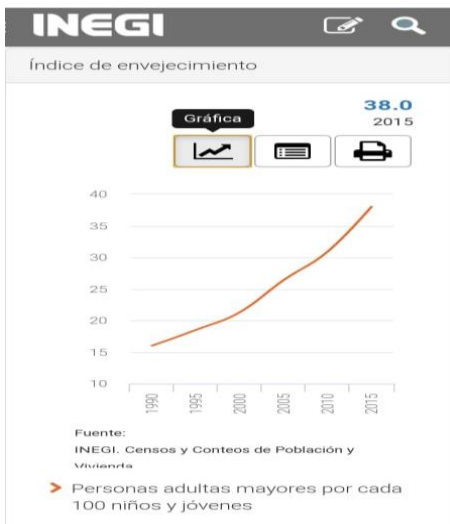 INEGI
Índice de envejecimiento
38.0
Gráfica
2015
40
35
30
25
20
15
10
1990
1995
2000
2005
2010
2015
Fuente:
INEGI. Censos y Conteos de Población y
Vivienda
Personas adultas mayores por cada
100 niños y jóvenes